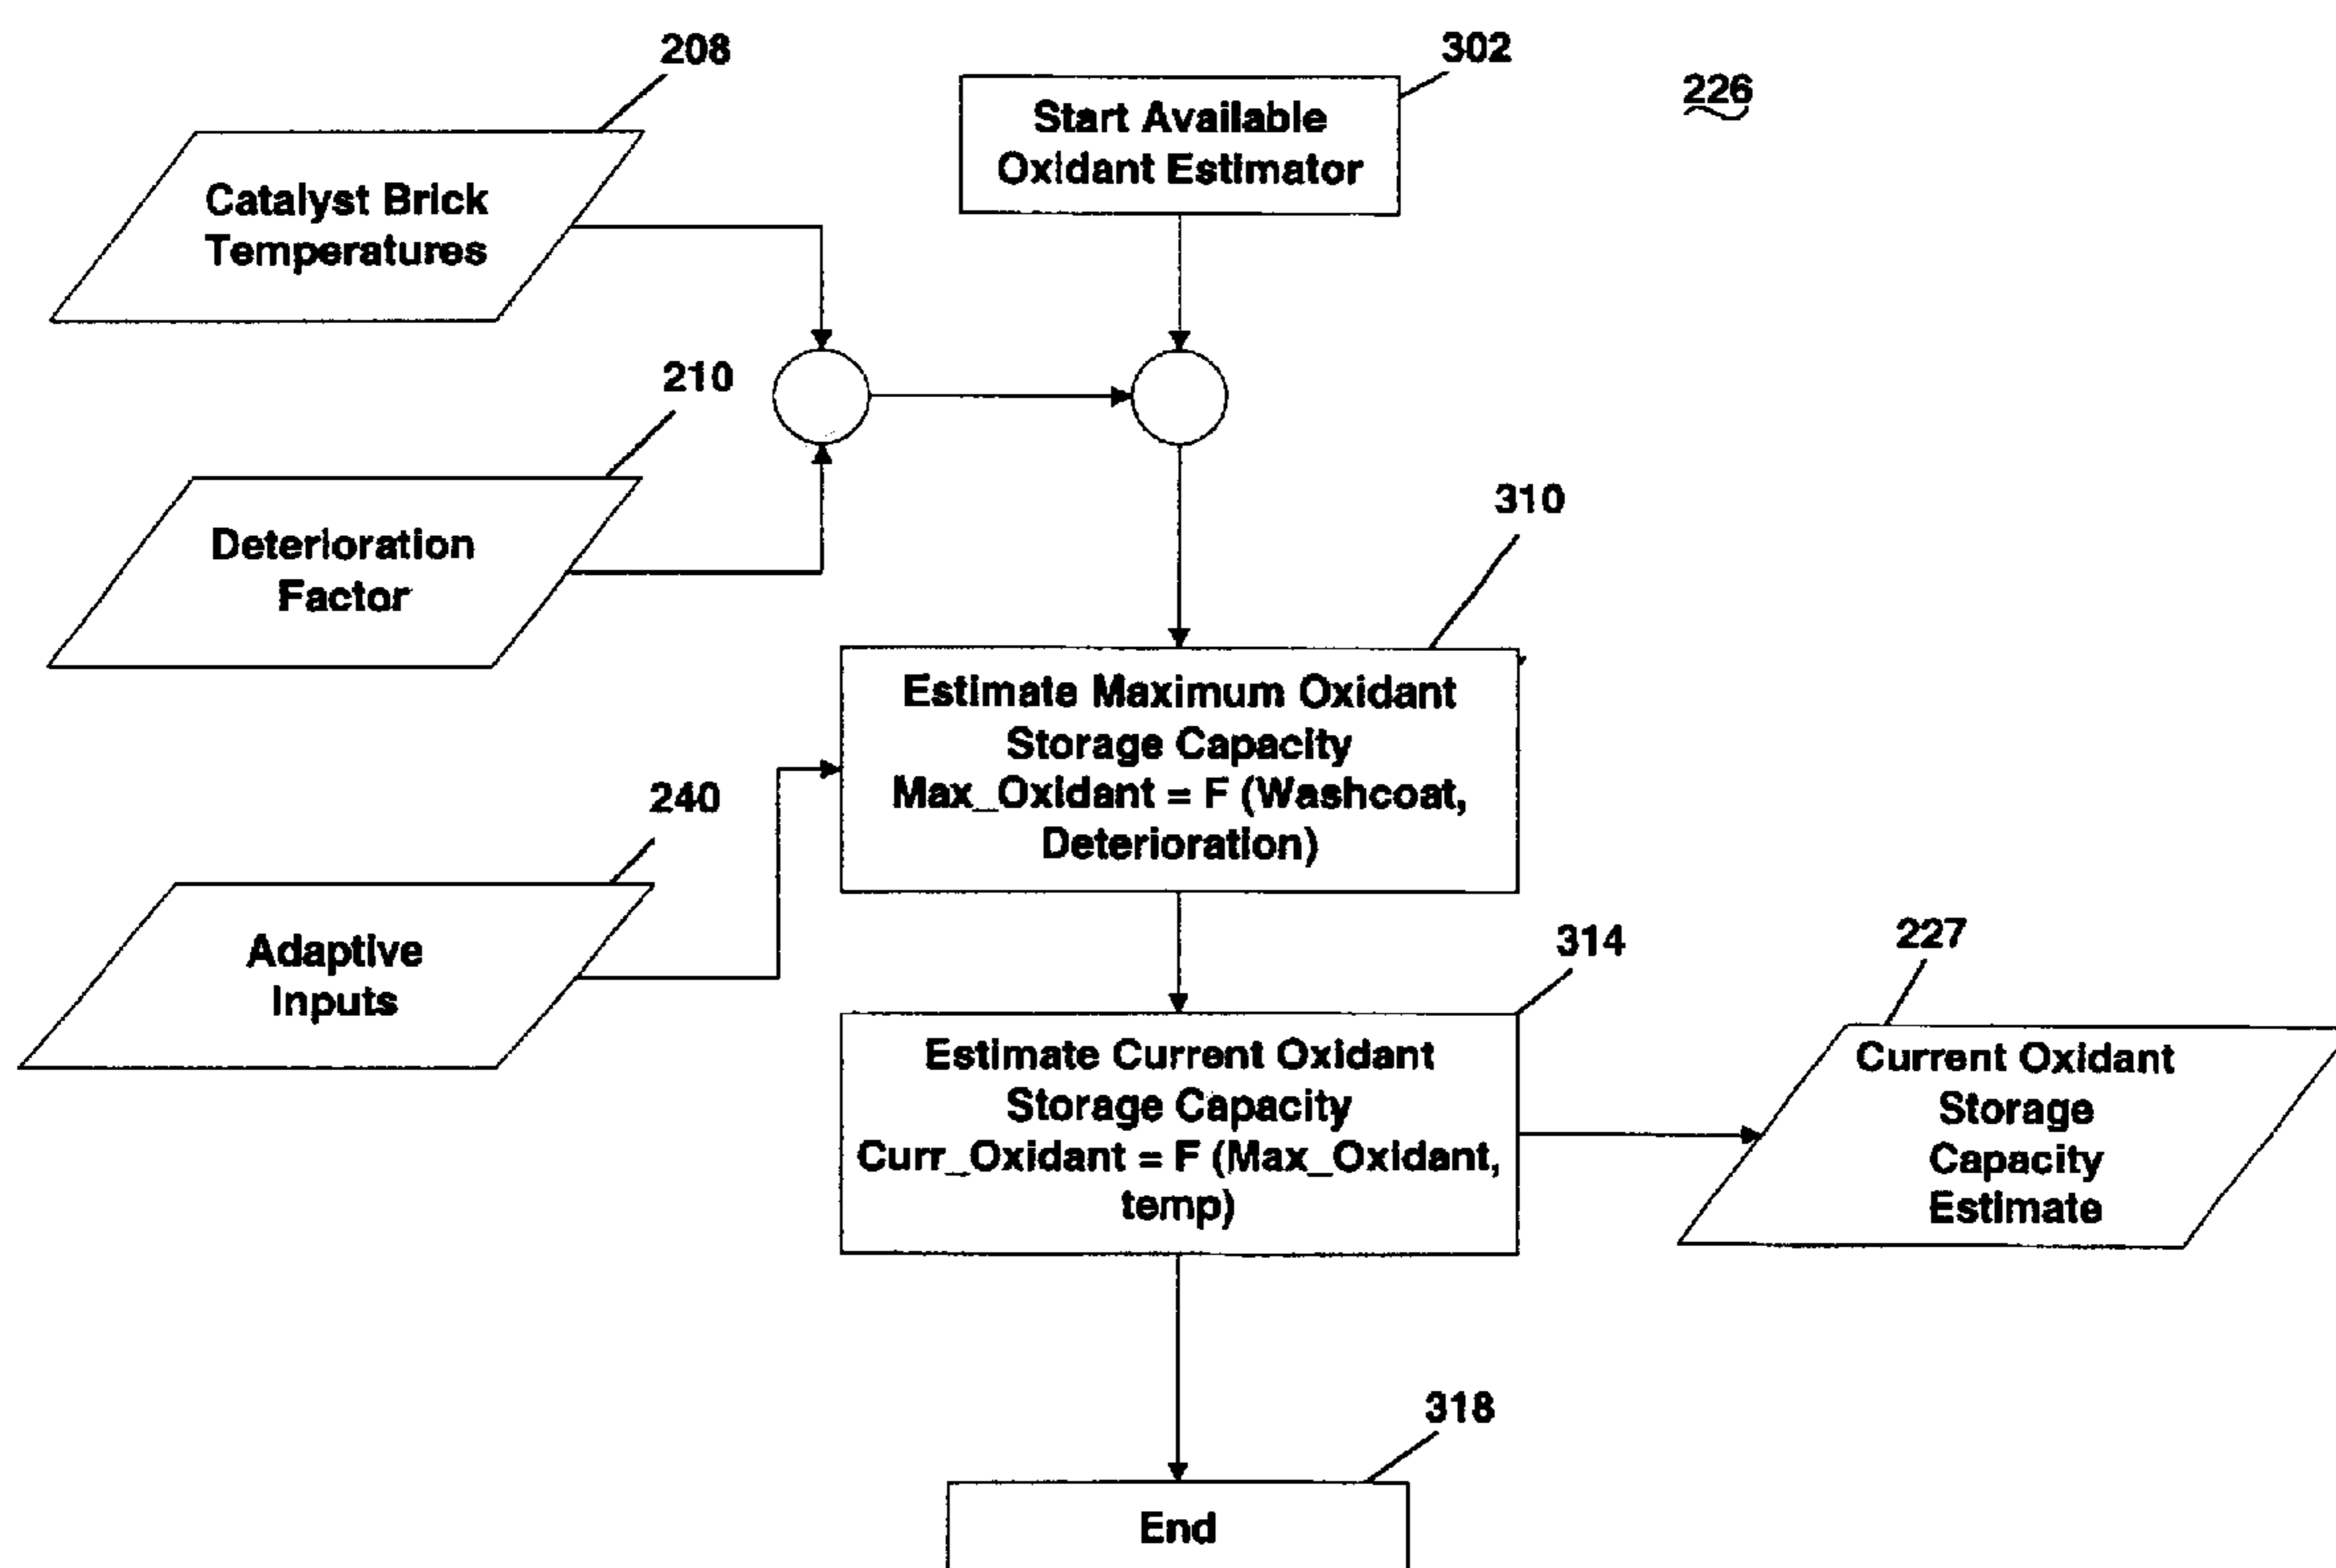 208
302
226
Start Available
Oxidant Estimator
Catalyst Brick
Temperatures
210
Deterioration
Factor
310
Estimate Maximum Oxidant
Storage Capacity
Max_Oxidant = F (Washcoat,
Deterioration)
240
Adaptive
Inputs
314
227
Estimate Current Oxidant
Storage Capacity
Curr_Oxidant = F (Max_Oxidant,
temp)
Current Oxidant
Storage
Capacity
Estimate
318
End